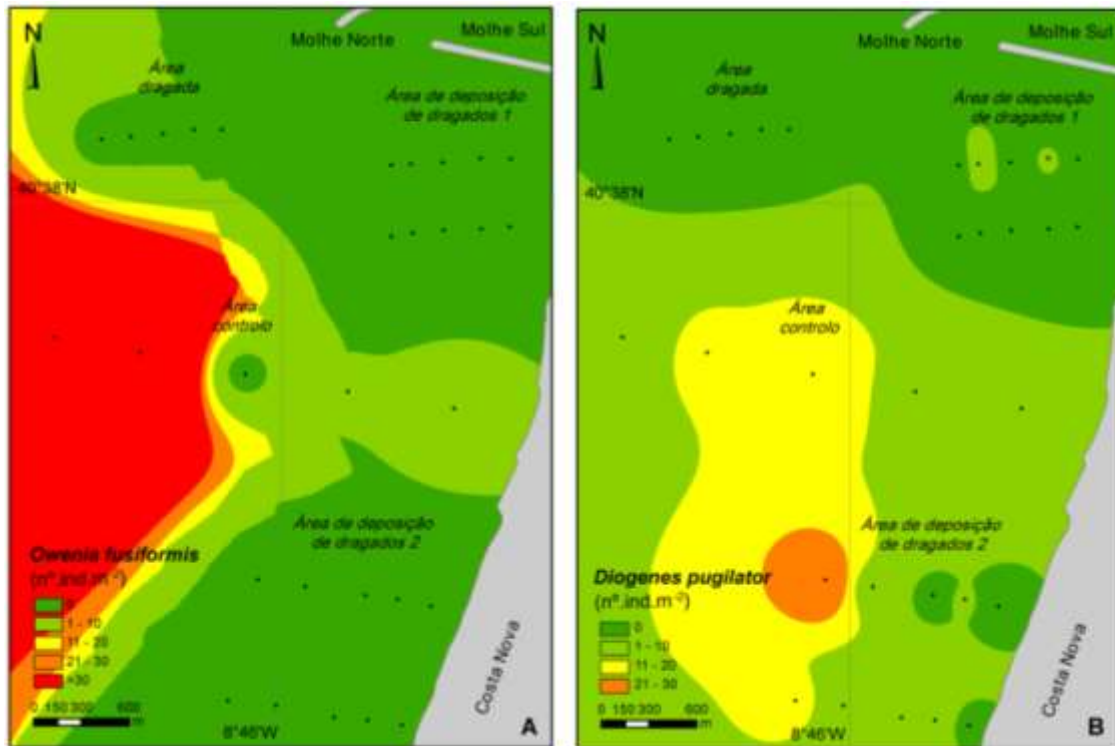 N
Molhe Norte
Molhe Sul
Área
dragada
Área de deposição
de dragados 1
40°38'N
Área
controlo
Área de deposição
de dragados 2
Owenia fusiformis
(nº.ind.m⁻²)
0
1 - 10
11 - 20
21 - 30
>30
0 150 300 600
m
8°46'W
Costa Nova
A
N
Molhe Norte
Molhe Sul
Área
dragada
Área de deposição
de dragados 1
40°38'N
Área
controlo
Área de deposição
de dragados 2
Diogenes pugilator
(nº.ind.m⁻²)
0
1 - 10
11 - 20
21 - 30
0 150 300 600
m
8°46'W
Costa Nova
B